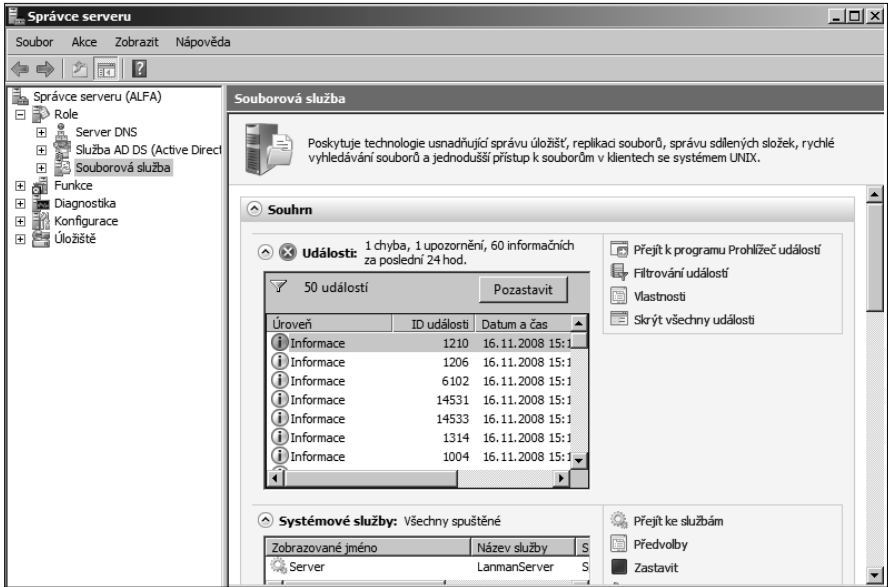 Správce serveru
Soubor Akce Zobrazit Nápověda
Správce serveru (ALFA)
Role
Server DNS
Služba AD DS (Active Direct
Souborová služba
Funkce
Diagnostika
Konfigurace
Úložiště
Souborová služba
Poskytuje technologie usnadňující správu úložišť, replikaci souborů, správu sdílených složek, rychlé
vyhledávání souborů a jednodušší přístup k souborům v klientech se systémem UNIX.
Souhrn
Události: 1 chyba, 1 upozornění, 60 informačních
za poslední 24 hod.
50 událostí Pozastavit
Úroveň ID události Datum a čas
Informace 1210 16.11.2008 15:1
Informace 1206 16.11.2008 15:1
Informace 6102 16.11.2008 15:1
Informace 14531 16.11.2008 15:1
Informace 14533 16.11.2008 15:1
Informace 1314 16.11.2008 15:1
Informace 1004 16.11.2008 15:1
Přejít k programu Prohlížeč událostí
Filtrování událostí
Vlastnosti
Skrýt všechny události
Systémové služby: Všechny spuštěné
Zobrazované jméno Název služby S
Server LanmanServer S
Přejít ke službám
Předvolby
Zastavit